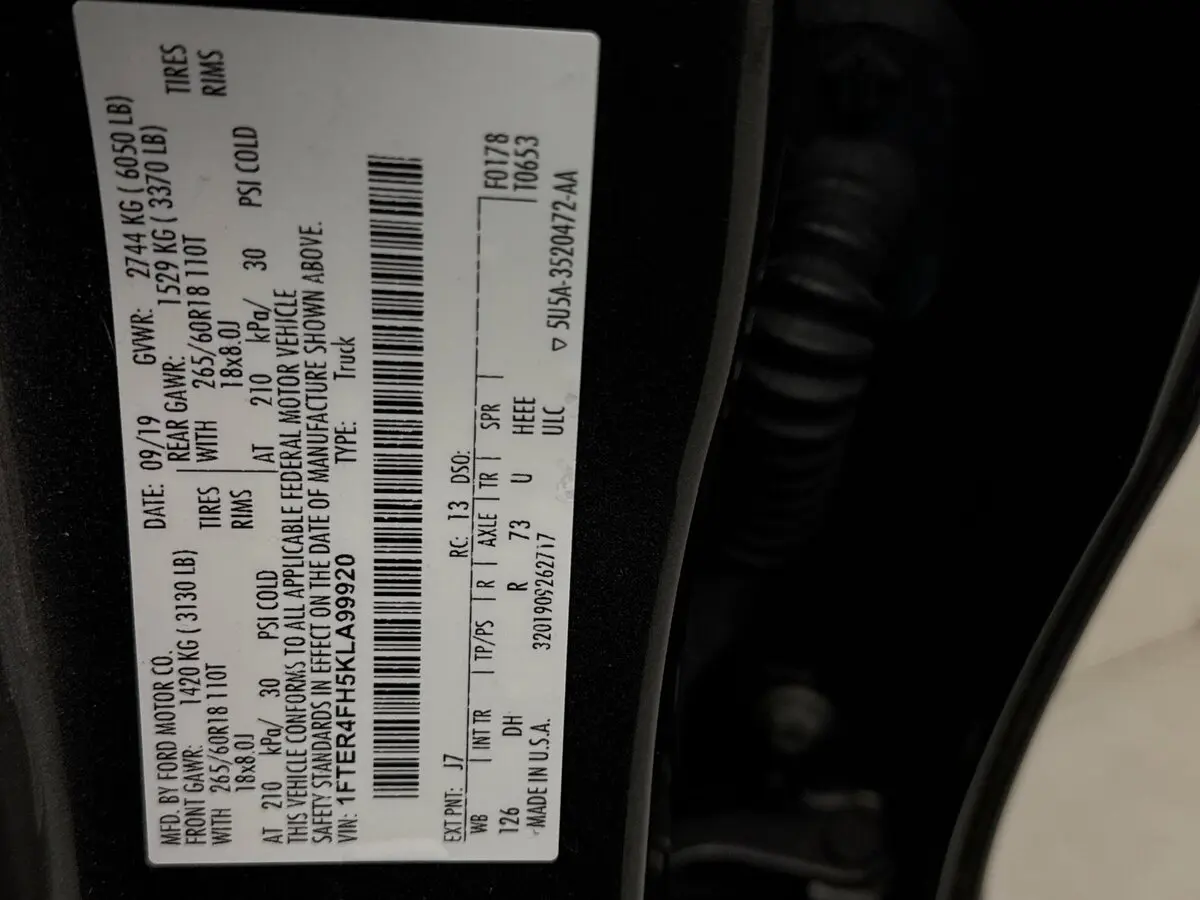 MFD. BY FORD MOTOR CO. DATE: 09/19 GVWR: 2744 KG ( 6050 LB)
FRONT GAWR: 1420 KG ( 3130 LB) REAR GAWR: 1529 KG ( 3370 LB)
WITH 265/60R18 110T TIRES WITH 265/60R18 110T TIRES
18x8.0J RIMS 18x8.0J RIMS
AT 210 kPa/ 30 PSI COLD AT 210 kPa/ 30 PSI COLD
THIS VEHICLE CONFORMS TO ALL APPLICABLE FEDERAL MOTOR VEHICLE
SAFETY STANDARDS IN EFFECT ON THE DATE OF MANUFACTURE SHOWN ABOVE.
VIN: 1FTER4FH5KLA99920 TYPE: Truck
EXT PNT: J7 RC: 13 DSO:
WB | INT TR | TP/PS | R | AXLE | TR | SPR | F0178
T0653
126 DH R 73 U HEEE
ULC
MADE IN U.S.A. 20190926271 ▽ 5U5A-3520472-AA